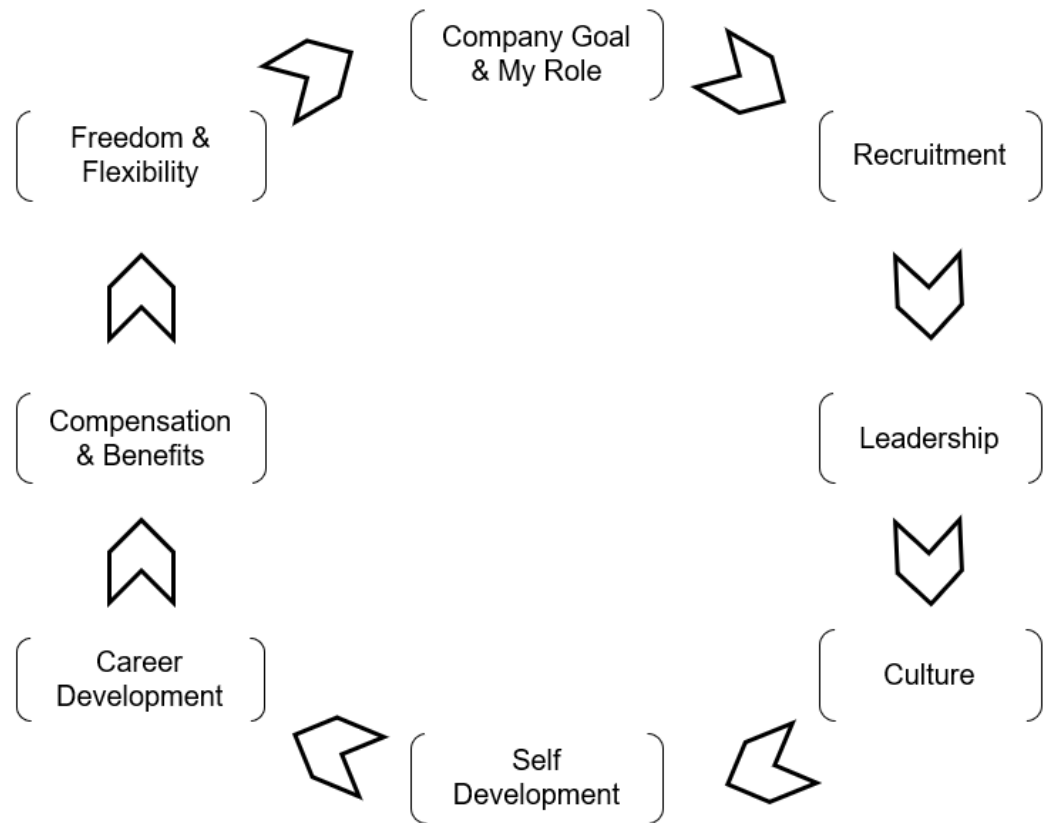 Company Goal
& My Role
Recruitment
Leadership
Culture
Self
Development
Career
Development
Compensation
& Benefits
Freedom &
Flexibility